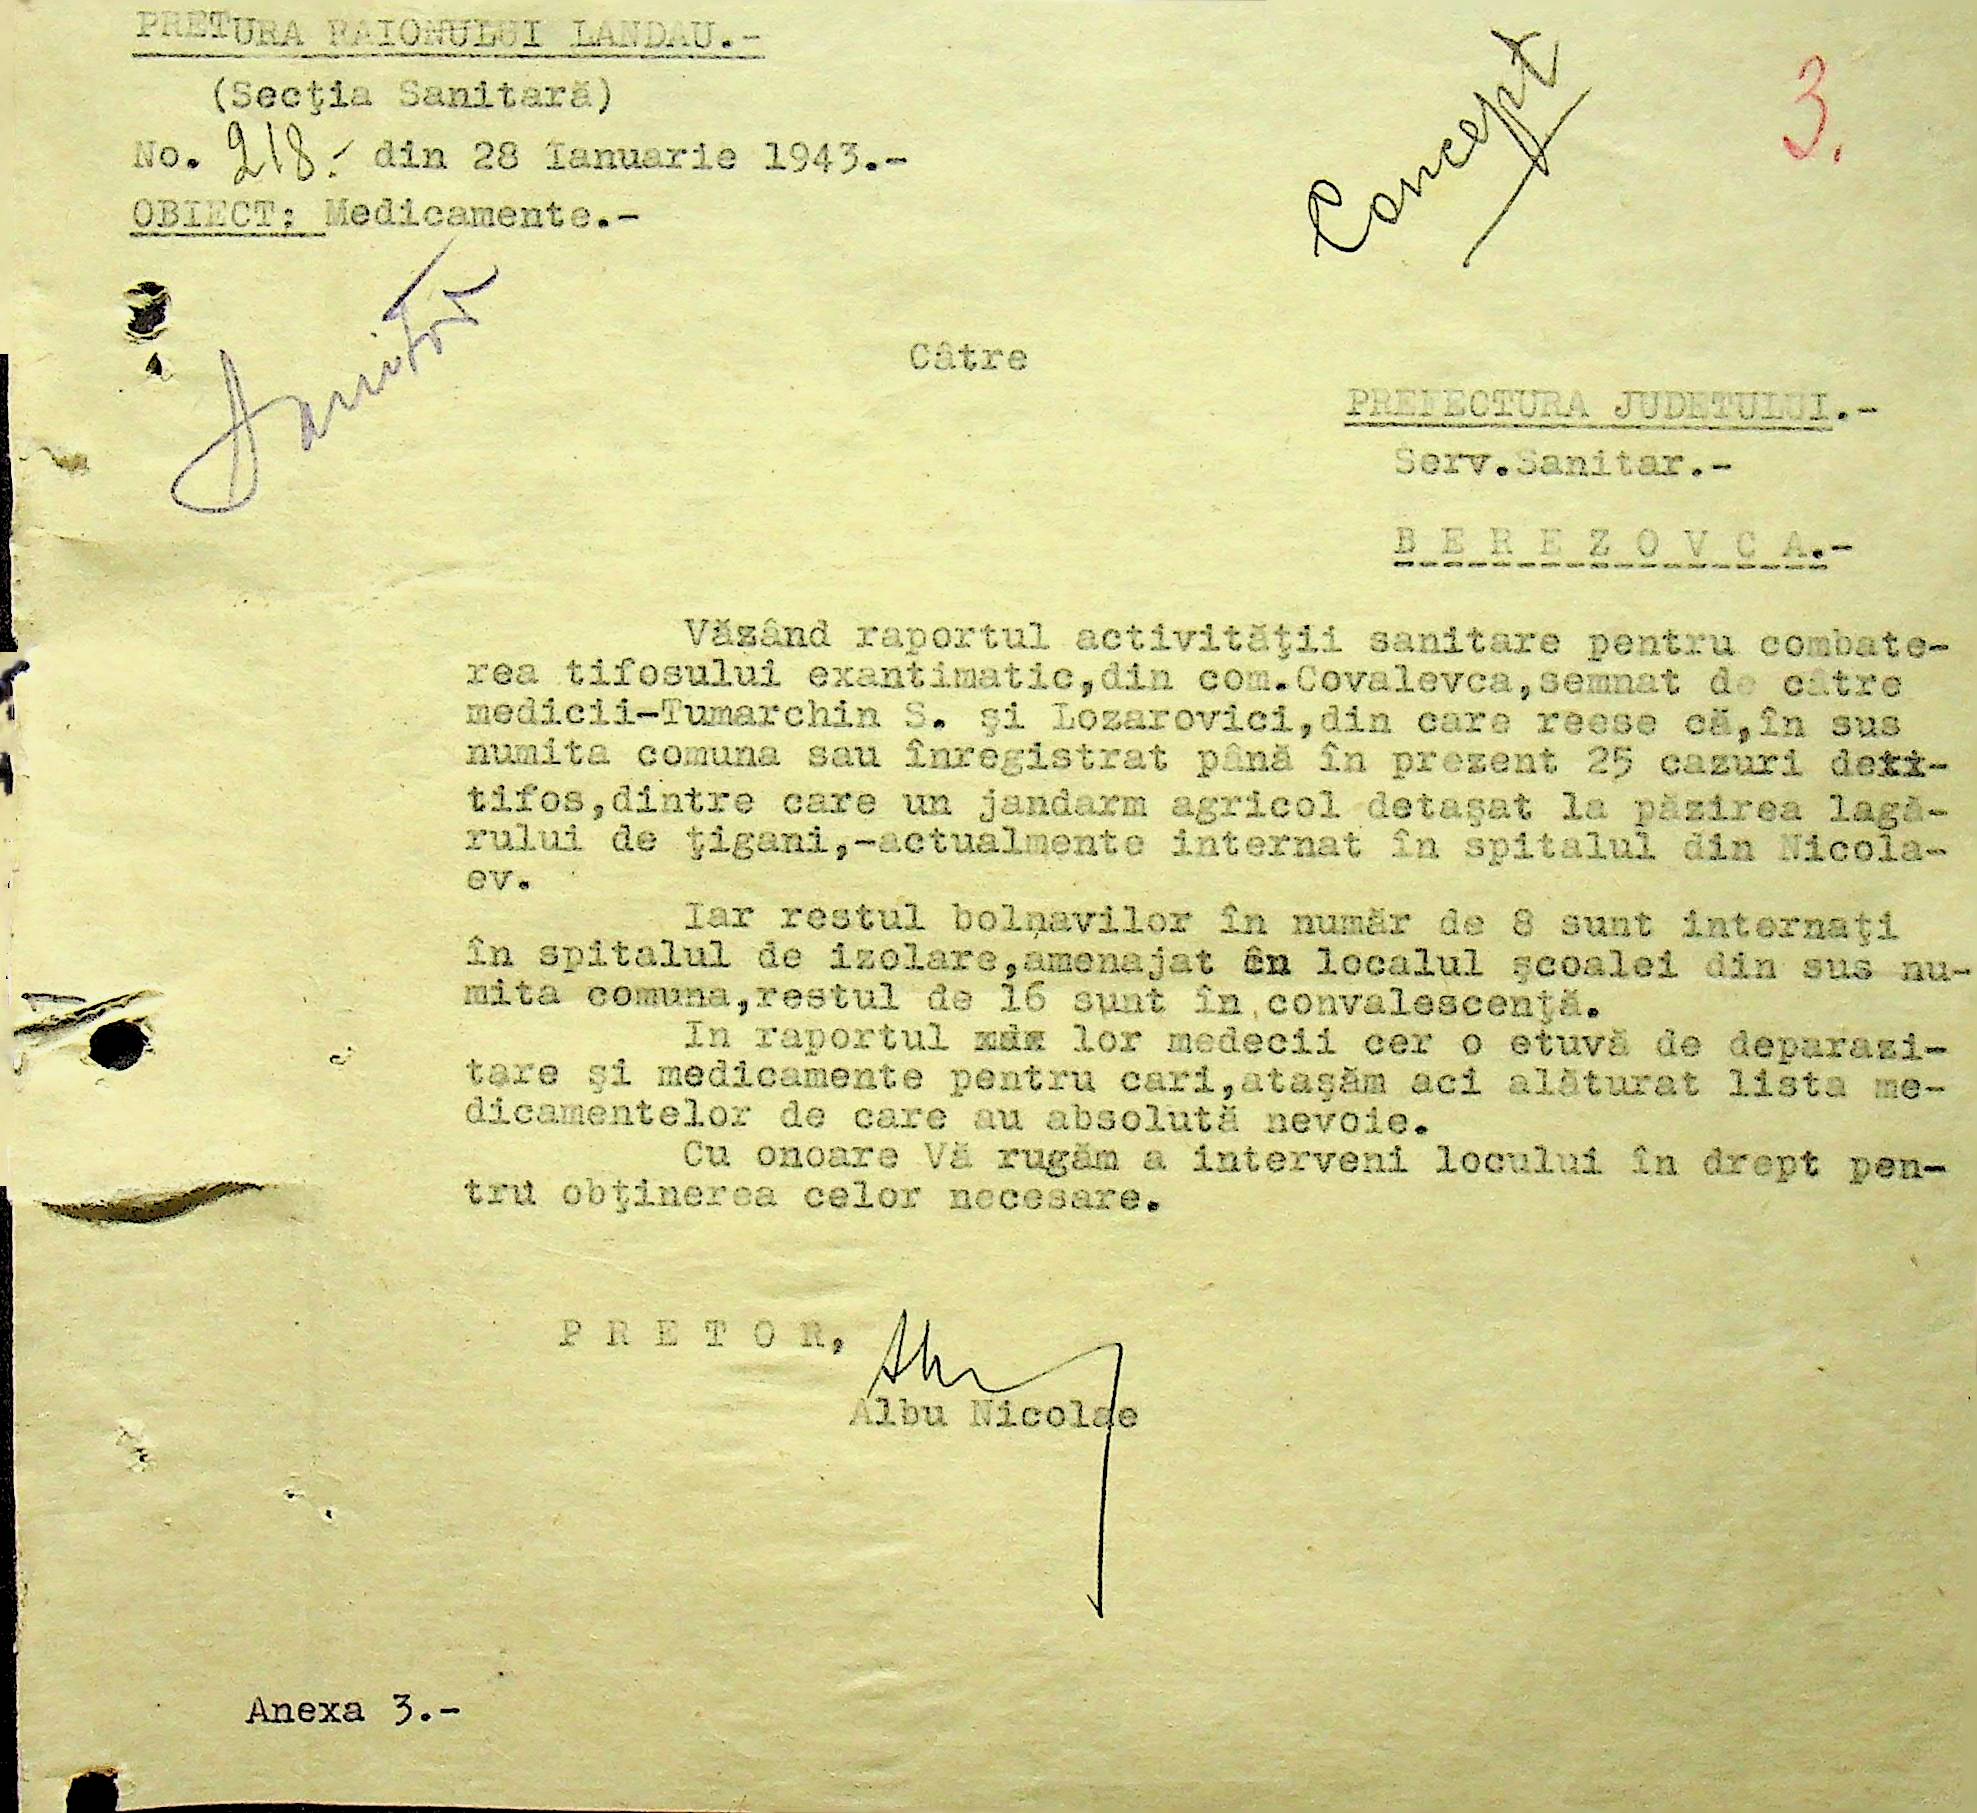 PRETURA RAIONULUI LANDAU.-
(Secţia Sanitară)
No. 218.- din 28 Ianuarie 1943.-
OBIECT: Medicamente.-
Concept
3.
Sanitar
Câtre
PREFECTURA JUDETULUI.-
Serv.Sanitar.-
B E R E Z O V C A.-
Văzând raportul activităţii sanitare pentru combate-
rea tifosului exantimatic,din com.Covalevca,semnat de câtre
medicii-Tumarchin S. şi Lozarovici,din care reese că,în sus
numita comuna sau înregistrat până în prezent 25 cazuri de
tifos,dintre care un jandarm agricol detaşat la păzirea lagă-
rului de ţigani,-actualmente internat în spitalul din Nicola-
ev.
Iar restul bolnavilor în număr de 8 sunt internaţi
în spitalul de izolare,amenajat în localul şcoalei din sus nu-
mita comuna,restul de 16 sunt în convalescenţă.
In raportul lor medecii cer o etuvă de deparazi-
tare şi medicamente pentru cari,ataşăm aci alăturat lista me-
dicamentelor de care au absolută nevoie.
Cu onoare Vă rugăm a interveni locului în drept pen-
tru obţinerea celor necesare.
P R E T O R,
Albu Nicolae
Anexa 3.-